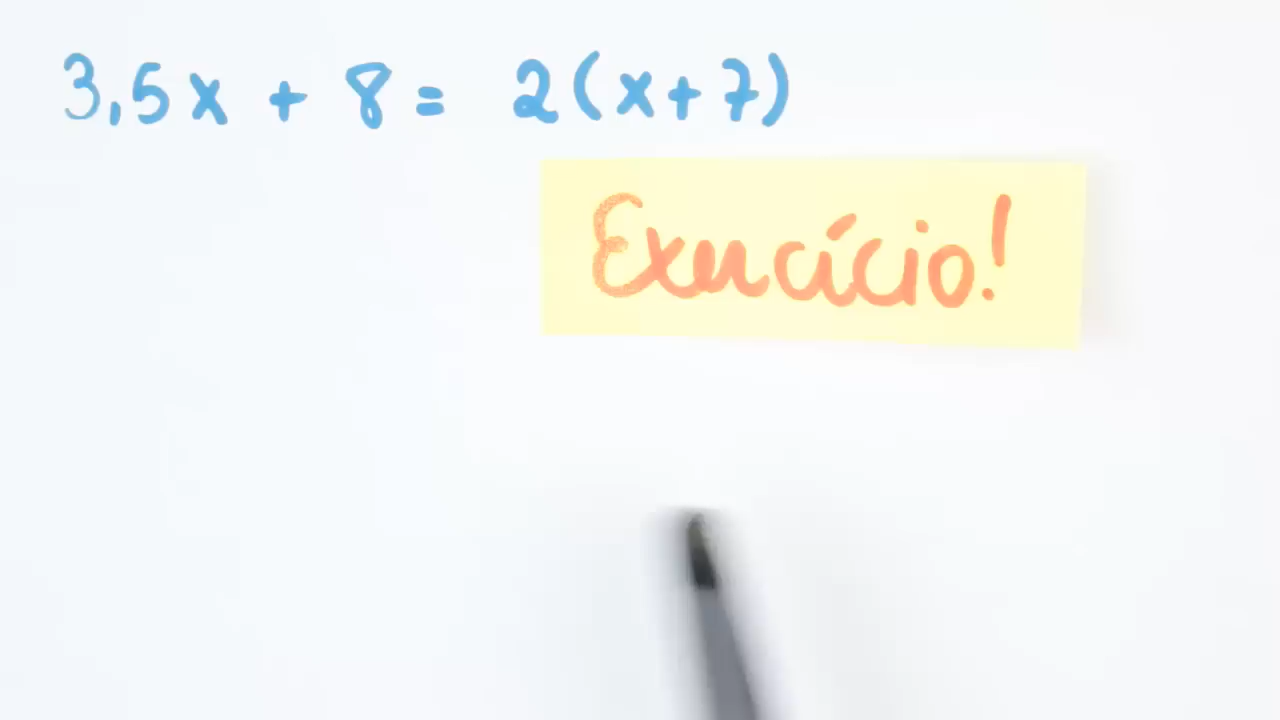 3,5x + 8 = 2(x+7)
Exercício!